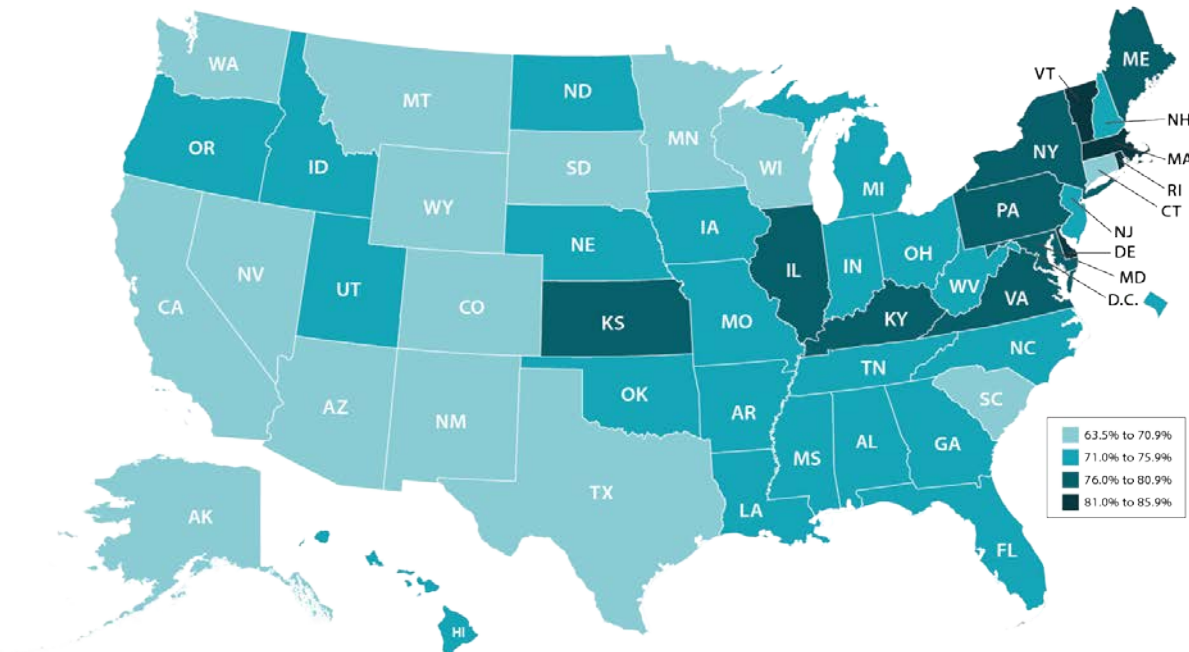 WA
MT
ND
MN
OR
ID
SD
WI
WY
MI
NE
IA
NV
UT
CO
CA
KS
MO
IL
IN
OH
WV
KY
VA
PA
NY
VT
ME
NH
MA
RI
CT
NJ
DE
MD
D.C.
NC
TN
SC
AZ
NM
OK
AR
MS
AL
GA
TX
LA
FL
AK
HI
63.5% to 70.9%
71.0% to 75.9%
76.0% to 80.9%
81.0% to 85.9%